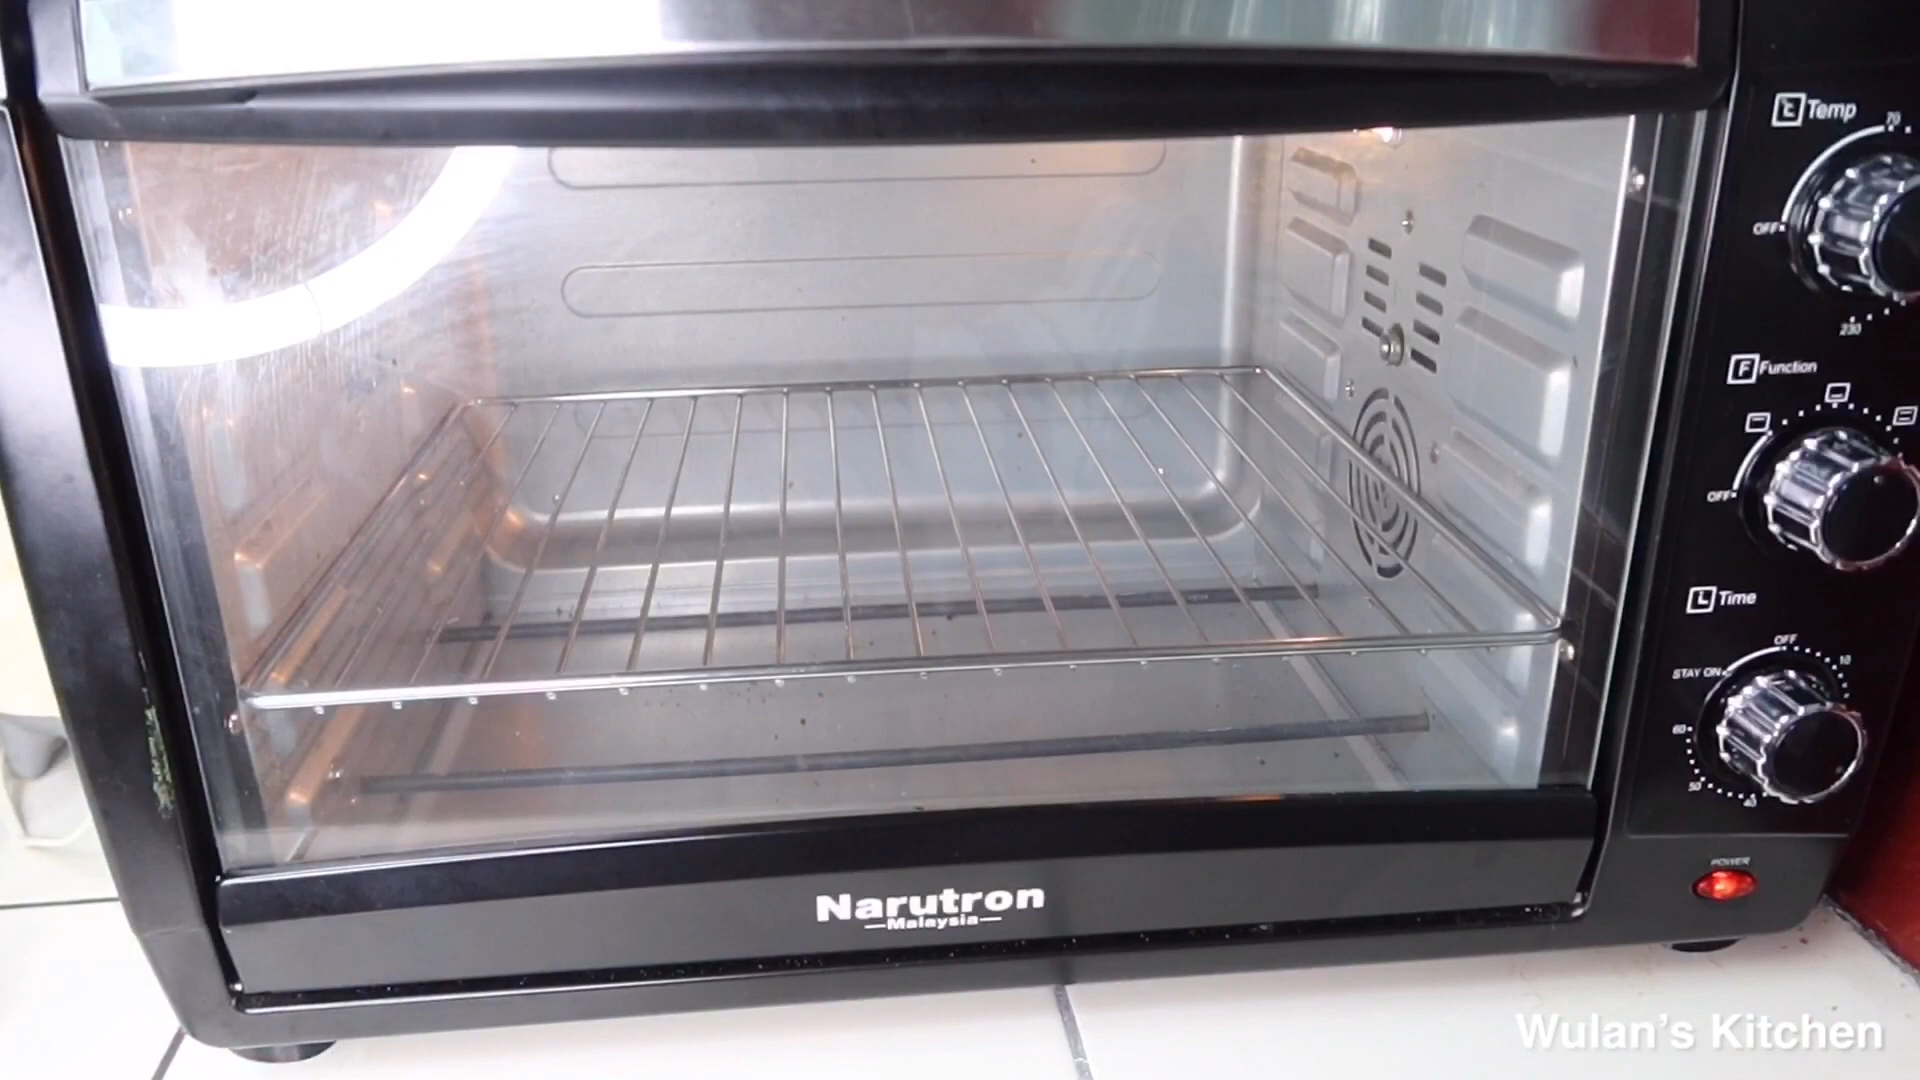 Temp
70
OFF
230
F Function
OFF
Time
OFF
10
STAY ON
60
50
40
POWER
Narutron
Malaysia
Wulan's Kitchen